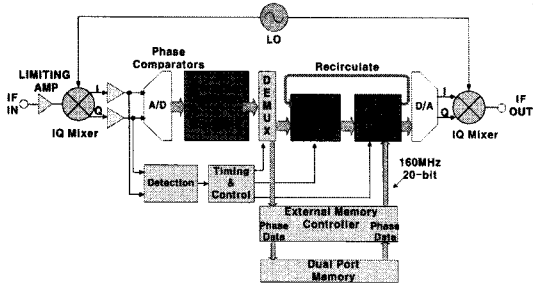 LO
Phase
Comparators
Recirculate
LIMITING
AMP
IF
IN
I
Q
IQ Mixer
A/D
DEMUX
D/A
I
Q
IQ Mixer
IF
OUT
Detection
Timing
&
Control
160MHz
20-bit
External Memory
Controller
Phase
Data
Phase
Data
Dual Port
Memory